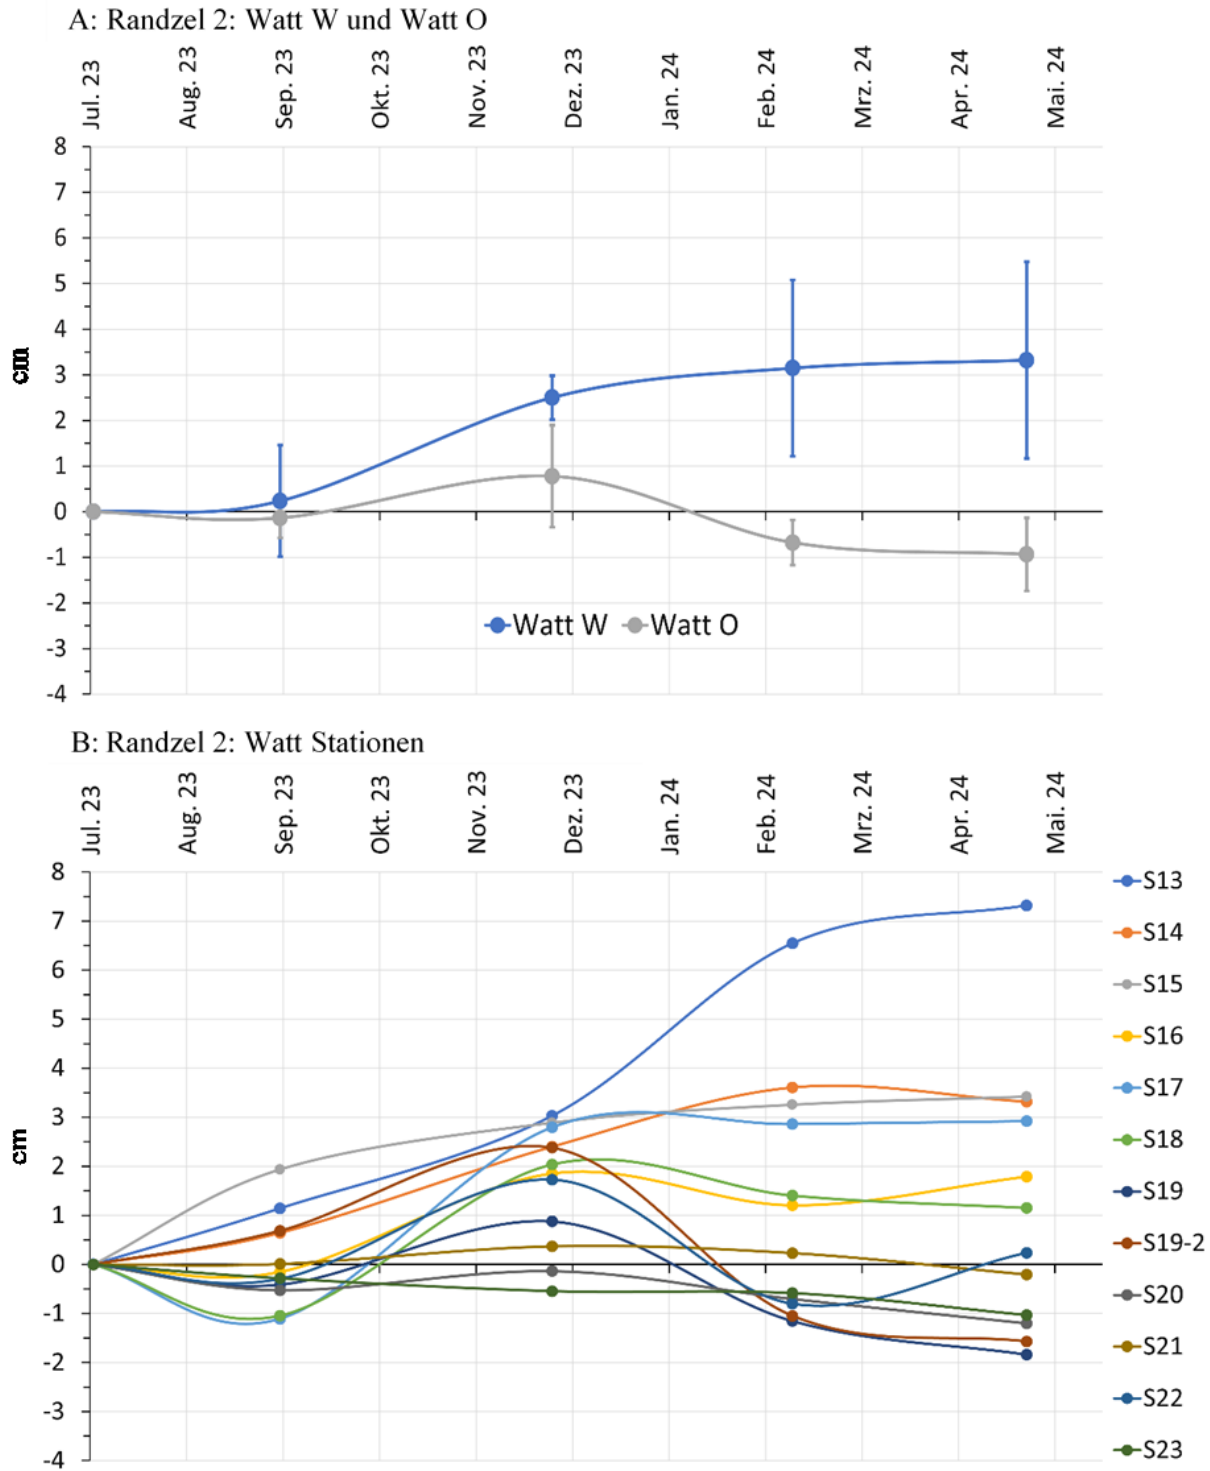 A: Randzel 2: Watt W und Watt O
Jul. 23 Aug. 23 Sep. 23 Okt. 23 Nov. 23 Dez. 23 Jan. 24 Feb. 24 Mrz. 24 Apr. 24 Mai. 24
8
7
6
5
4
3
2
1
0
-1
-2
-3
-4
cm
Watt W Watt O
B: Randzel 2: Watt Stationen
Jul. 23 Aug. 23 Sep. 23 Okt. 23 Nov. 23 Dez. 23 Jan. 24 Feb. 24 Mrz. 24 Apr. 24 Mai. 24
8
7
6
5
4
3
2
1
0
-1
-2
-3
-4
cm
S13
S14
S15
S16
S17
S18
S19
S19-2
S20
S21
S22
S23